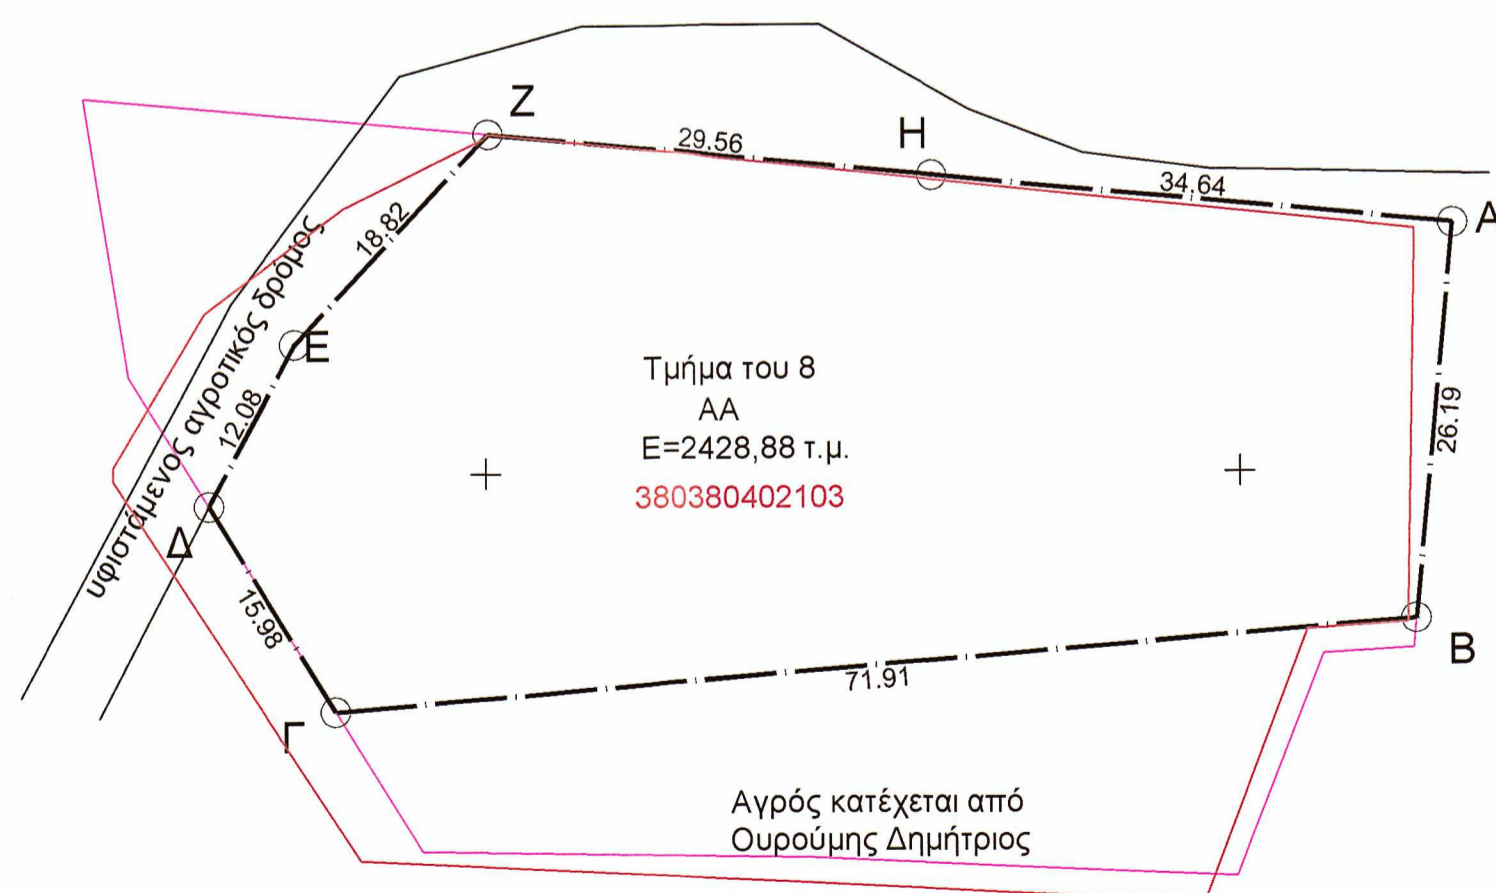 Ζ
29.56
Η
34.64
Α
18.82
υφιστάμενος αγροτικός δρόμος
Ε
12.08
Τμήμα του 8
ΑΑ
Ε=2428,88 τ.μ.
380380402103
26.19
Δ
15.98
Β
71.91
Γ
Αγρός κατέχεται από
Ουρούμης Δημήτριος